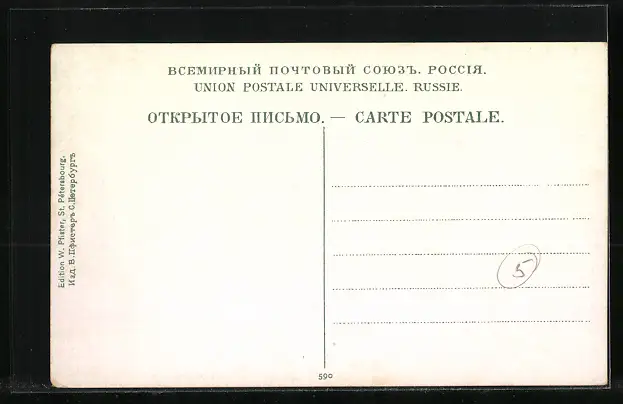 ВСЕМИРНЫЙ ПОЧТОВЫЙ СОЮЗЪ. РОССІЯ.
UNION POSTALE UNIVERSELLE. RUSSIE.
ОТКРЫТОЕ ПИСЬМО. — CARTE POSTALE.
Edition W. Pfister, St. Pétersbourg.
Изд. В. Пфистеръ С. Петербургъ
5
590